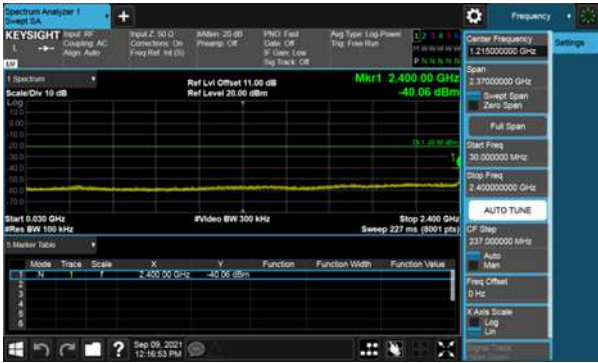 Spectrum Analyzer 1
Swept SA
Frequency
KEYSIGHT
Input: RF
Coupling: AC
Align: Auto
Input Z: 50 Ω
Corrections: On
Freq Ref: Int (S)
#Atten: 20 dB
Preamp: Off
PNO: Fast
Gate: Off
IF Gain: Low
Sig Track: Off
Avg Type: Log-Power
Trig: Free Run
1 2 3 4 5 6
M W W W W W
P N N N N N
L
LM
1 Spectrum
Scale/Div 10 dB
Ref Lvl Offset 11.00 dB
Ref Level 20.00 dBm
Mkr1 2.400 00 GHz
-40.06 dBm
Log
10.0
0.00
-10.0
-20.0
-30.0
-40.0
-50.0
-60.0
-70.0
1
Start 0.030 GHz
#Res BW 100 kHz
#Video BW 300 kHz
Stop 2.400 GHz
Sweep 227 ms (8001 pts)
5 Marker Table
Mode Trace Scale X Y Function Function Width Function Value
1 N 1 f 2.400 00 GHz -40.06 dBm
2
3
4
5
6
Sep 09, 2021
12:16:53 PM
Center Frequency
1.215000000 GHz
Settings
Span
2.37000000 GHz
Swept Span
Zero Span
Full Span
Start Freq
30.000000 MHz
Stop Freq
2.400000000 GHz
AUTO TUNE
CF Step
237.000000 MHz
Auto
Man
Freq Offset
0 Hz
X Axis Scale
Log
Lin
Signal Track